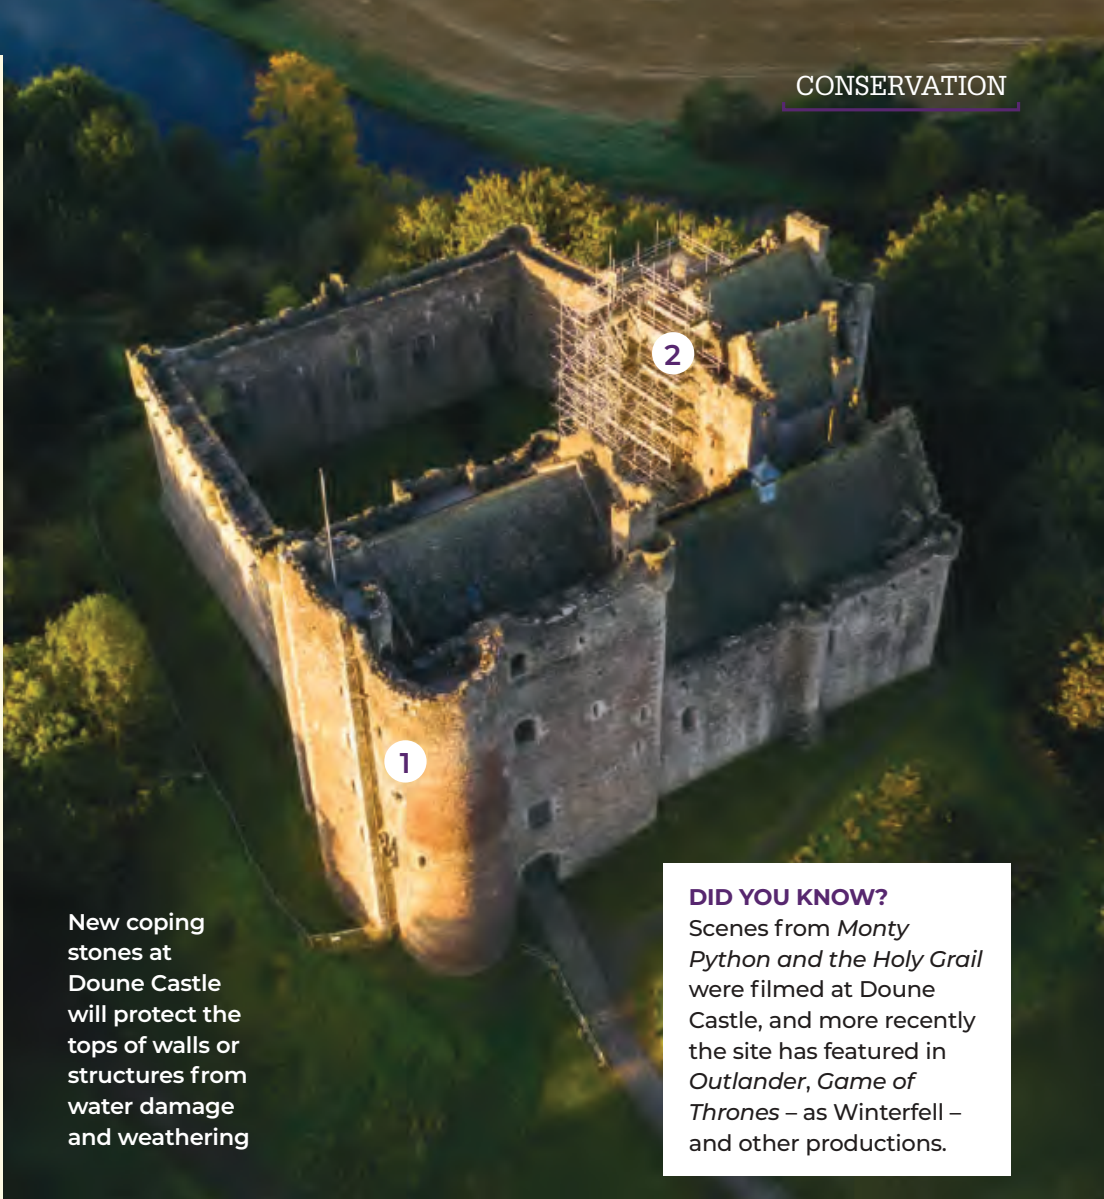 CONSERVATION
2
1
New coping
stones at
Doune Castle
will protect the
tops of walls or
structures from
water damage
and weathering
DID YOU KNOW?
Scenes from Monty
Python and the Holy Grail
were filmed at Doune
Castle, and more recently
the site has featured in
Outlander, Game of
Thrones – as Winterfell –
and other productions.